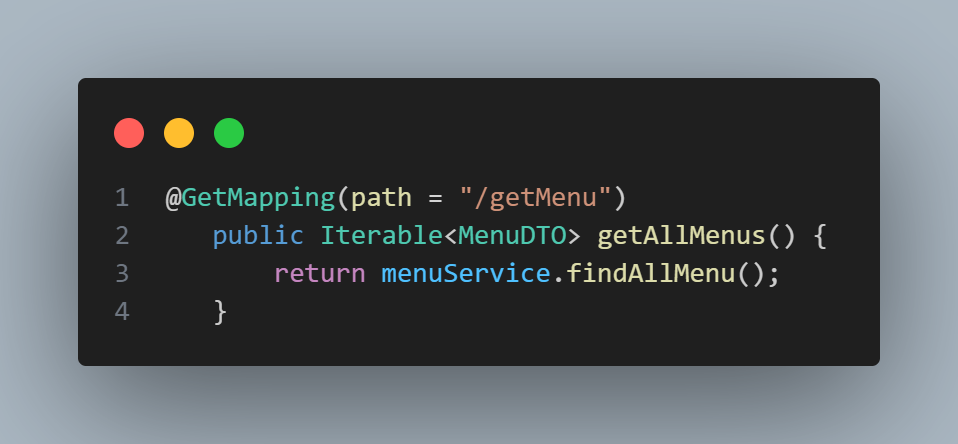 1 @GetMapping(path = "/getMenu")
2    public Iterable<MenuDTO> getAllMenus() {
3        return menuService.findAllMenu();
4    }